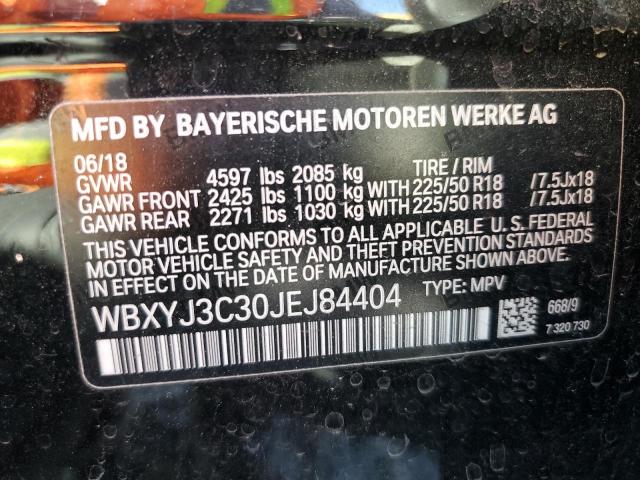 MFD BY BAYERISCHE MOTOREN WERKE AG
06/18 TIRE / RIM
GVWR 4597 lbs 2085 kg
GAWR FRONT 2425 lbs 1100 kg WITH 225/50 R18 /7.5Jx18
GAWR REAR 2271 lbs 1030 kg WITH 225/50 R18 /7.5Jx18
THIS VEHICLE CONFORMS TO ALL APPLICABLE U. S. FEDERAL
MOTOR VEHICLE SAFETY AND THEFT PREVENTION STANDARDS
IN EFFECT ON THE DATE OF MANUFACTURE SHOWN ABOVE.
WBXYJ3C30JEJ84404 TYPE: MPV
668/9
7 320 730